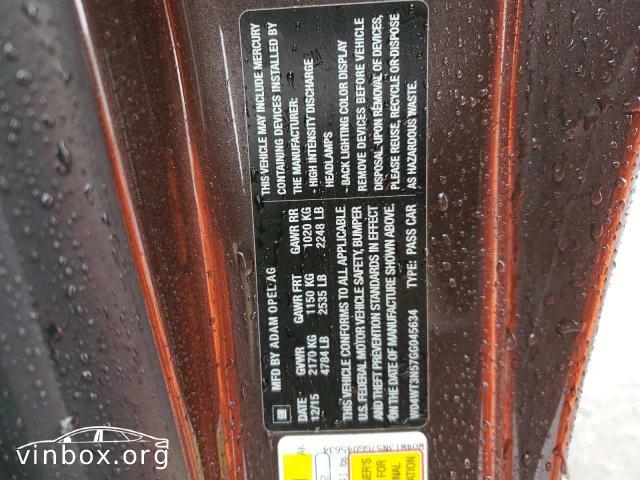 MFD BY ADAM OPEL AG
DATE GVWR GAWR FRT GAWR RR
12/15 2170 KG 1150 KG 1020 KG
4784 LB 2535 LB 2248 LB
THIS VEHICLE CONFORMS TO ALL APPLICABLE
U.S. FEDERAL MOTOR VEHICLE SAFETY, BUMPER
AND THEFT PREVENTION STANDARDS IN EFFECT
ON THE DATE OF MANUFACTURE SHOWN ABOVE.
W04WT3N57GG045634 TYPE: PASS CAR
THIS VEHICLE MAY INCLUDE MERCURY
CONTAINING DEVICES INSTALLED BY
THE MANUFACTURER:
- HIGH INTENSITY DISCHARGE
HEADLAMPS
- BACK LIGHTING COLOR DISPLAY
REMOVE DEVICES BEFORE VEHICLE
DISPOSAL. UPON REMOVAL OF DEVICES,
PLEASE REUSE, RECYCLE OR DISPOSE
AS HAZARDOUS WASTE.
GM
W04WT3N57GG045634
lbs
vinbox.org